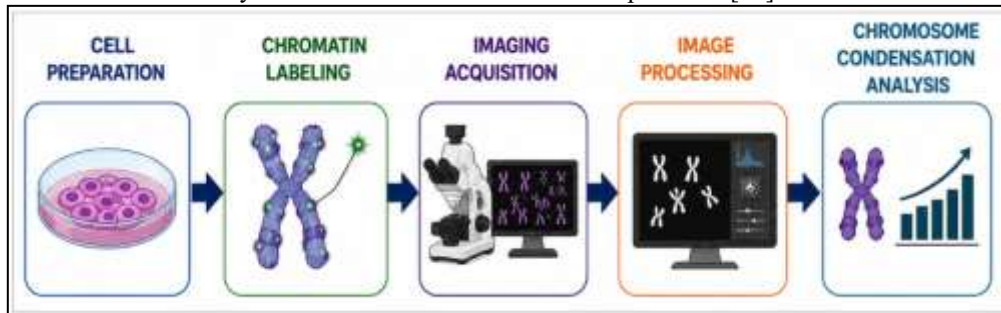 CELL
PREPARATION
CHROMATIN
LABELING
IMAGING
ACQUISITION
IMAGE
PROCESSING
CHROMOSOME
CONDENSATION
ANALYSIS